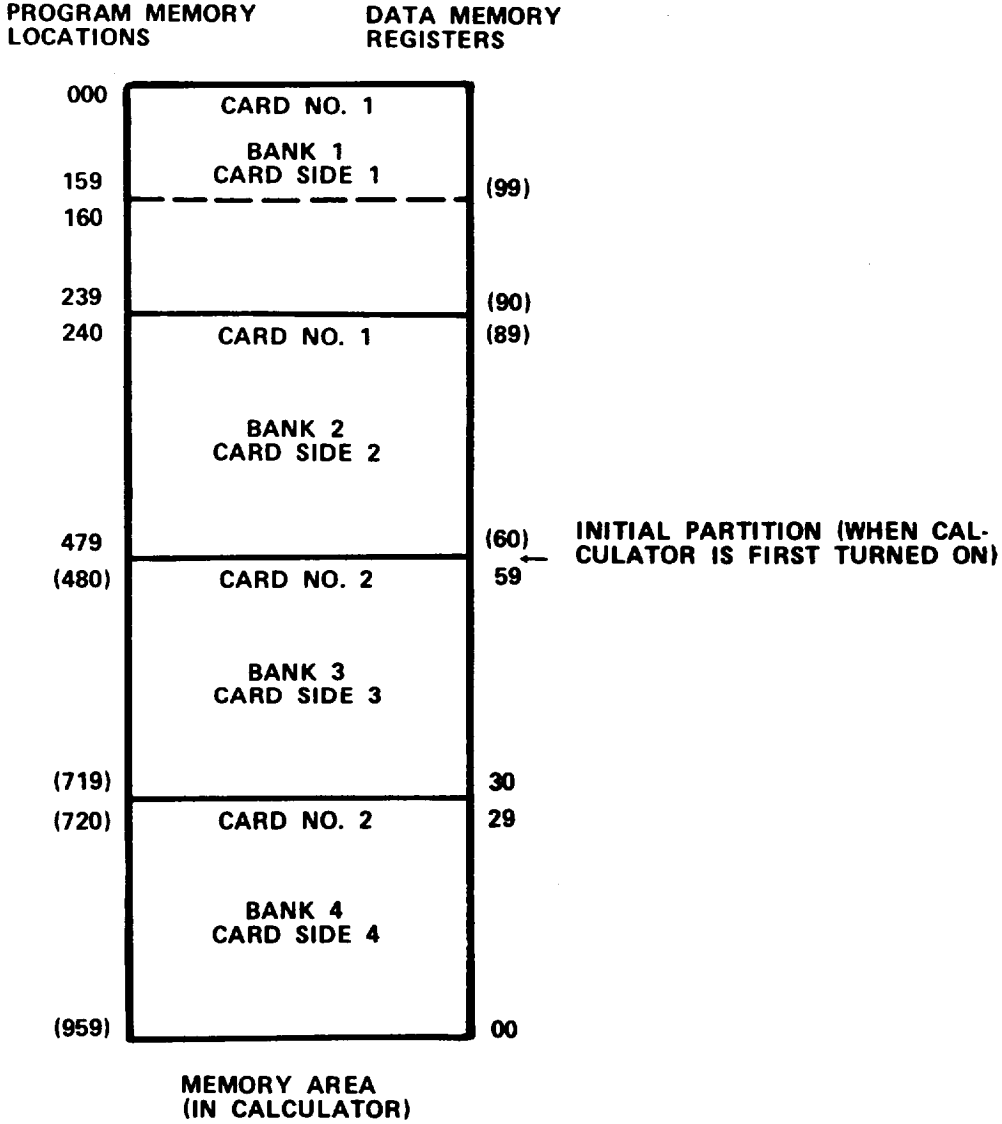 PROGRAM MEMORY
LOCATIONS
DATA MEMORY
REGISTERS
000
CARD NO. 1
BANK 1
CARD SIDE 1
159
(99)
160
239
(90)
240
CARD NO. 1
(89)
BANK 2
CARD SIDE 2
479
(60)
INITIAL PARTITION (WHEN CAL-
CULATOR IS FIRST TURNED ON)
(480)
CARD NO. 2
59
BANK 3
CARD SIDE 3
(719)
30
(720)
CARD NO. 2
29
BANK 4
CARD SIDE 4
(959)
00
MEMORY AREA
(IN CALCULATOR)